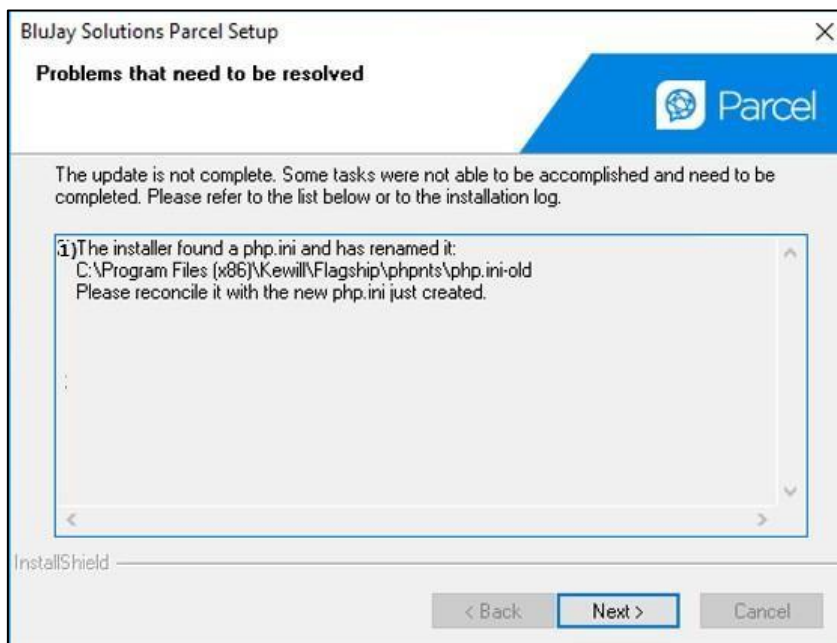 BluJay Solutions Parcel Setup
Problems that need to be resolved
Parcel
The update is not complete. Some tasks were not able to be accomplished and need to be
completed. Please refer to the list below or to the installation log.
1)The installer found a php.ini and has renamed it:
C:\Program Files (x86)\Kewill\Flagship\phpnts\php.ini-old
Please reconcile it with the new php.ini just created.
InstallShield
< Back Next > Cancel